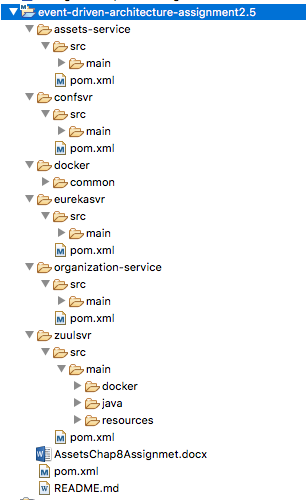 event-driven-architecture-assignment2.5
assets-service
src
main
pom.xml
confsvr
src
main
pom.xml
docker
common
eurekasvr
src
main
pom.xml
organization-service
src
main
pom.xml
zuulsvr
src
main
docker
java
resources
pom.xml
AssetsChap8Assignmet.docx
pom.xml
README.md